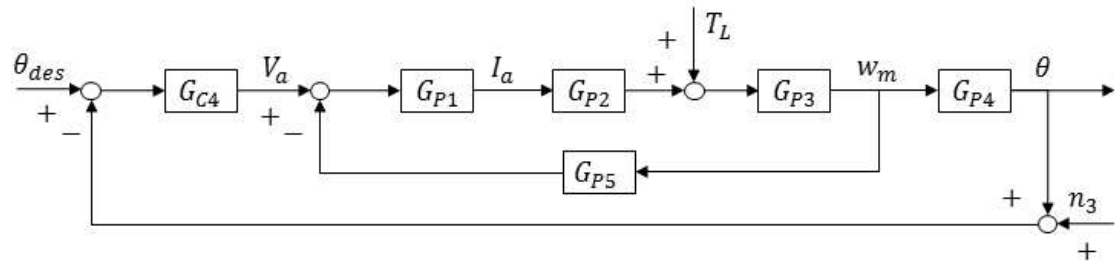 T_L
+
θ_des V_a I_a w_m θ
G_C4 G_P1 G_P2 G_P3 G_P4
+ − + − +
G_P5
+ n_3
+